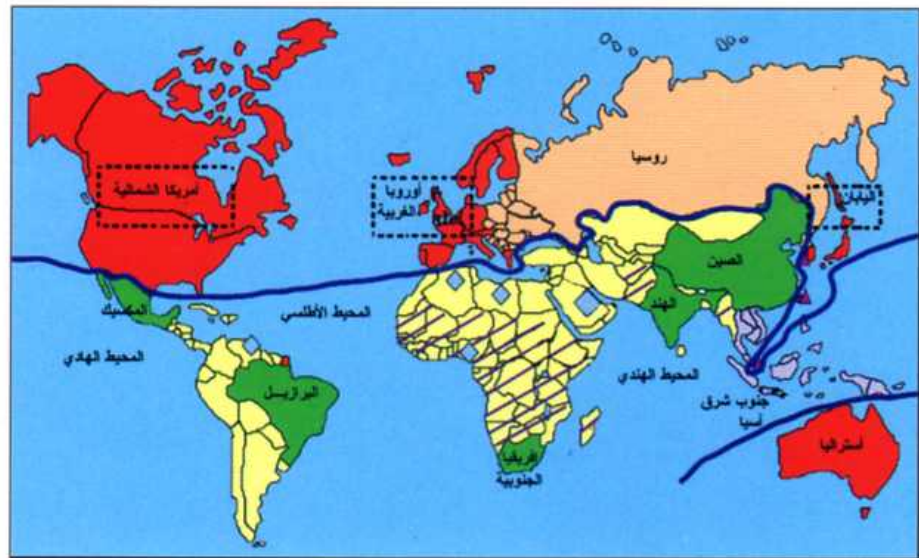 روسيا
أمريكا الشمالية
أوروبا
الغربية
اليابان
الصين
الهند
المكسيك
المحيط الأطلسي
المحيط الهادي
المحيط الهندي
البرازيـــل
جنوب شرق
آسيا
أستراليا
إفريقيا
الجنوبية